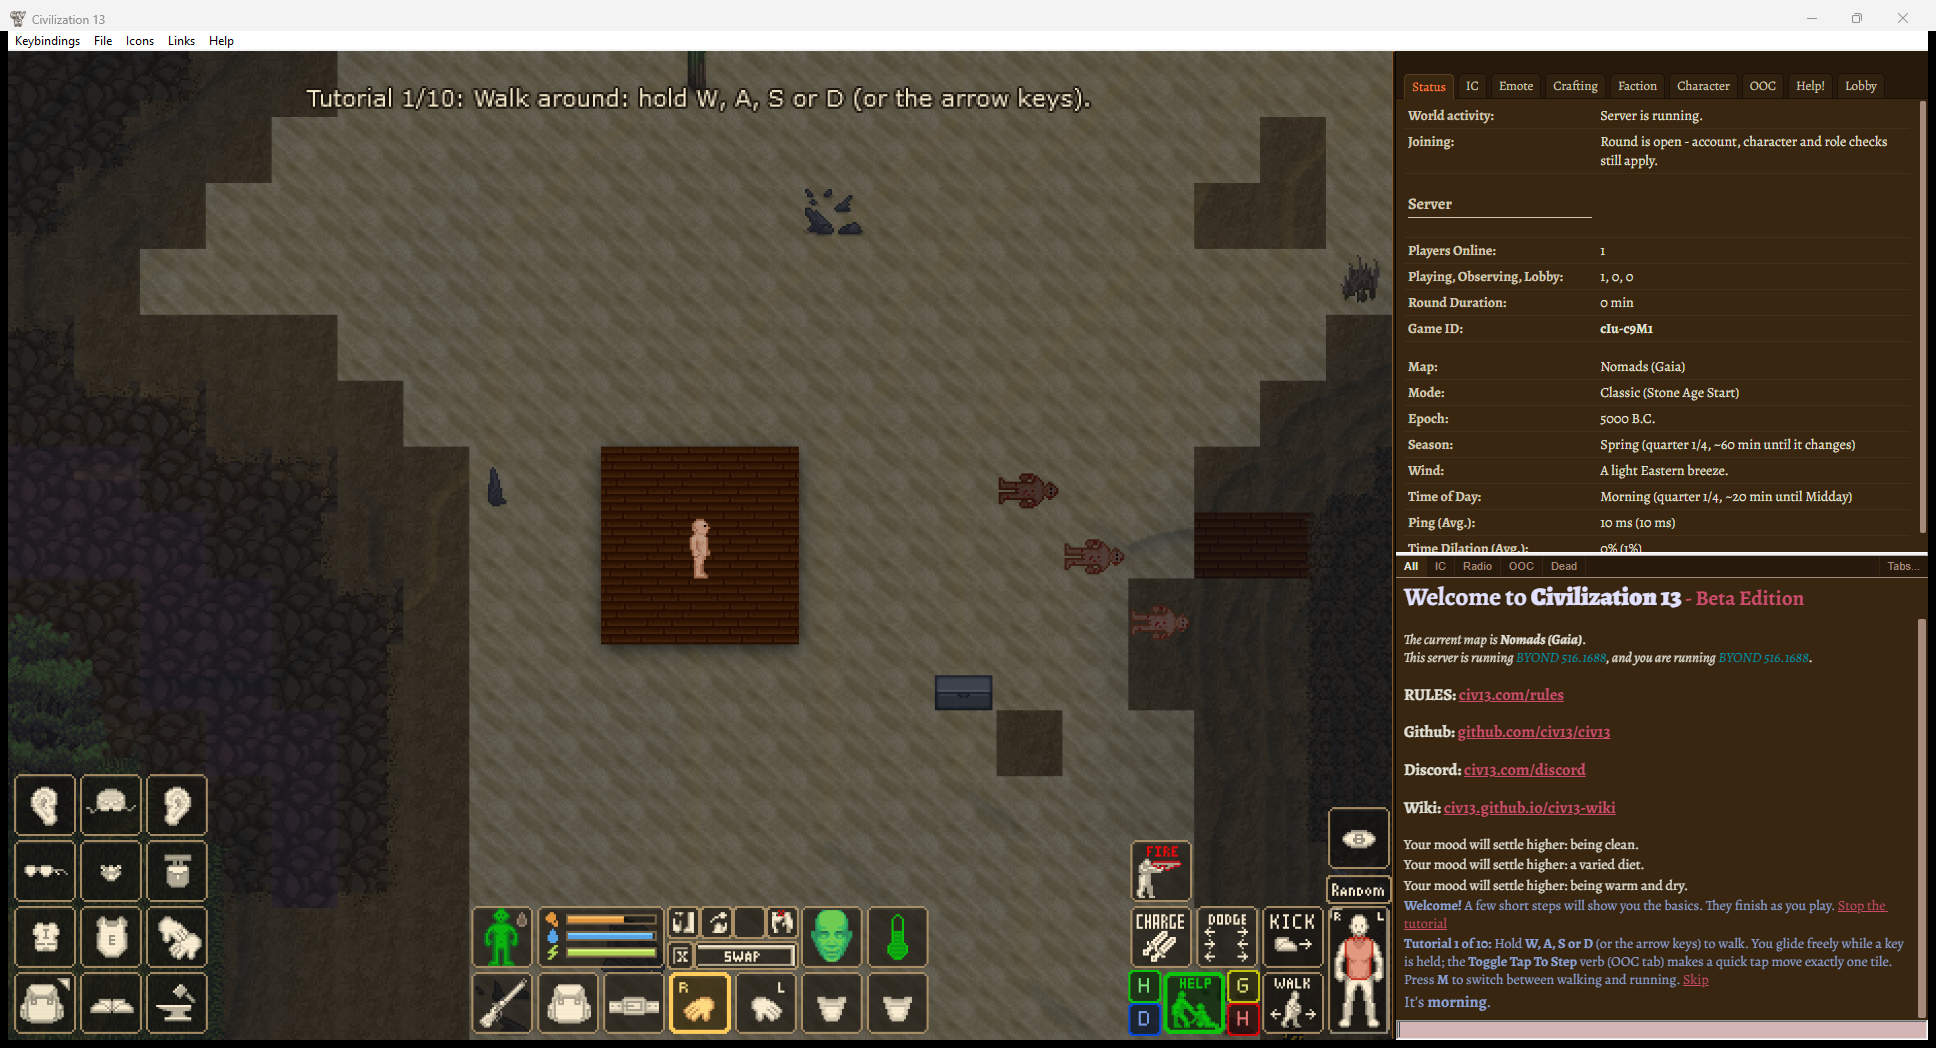 Civilization 13
Keybindings File Icons Links Help
Tutorial 1/10: Walk around: hold W, A, S or D (or the arrow keys).
Status IC Emote Crafting Faction Character OOC Help! Lobby
World activity: Server is running.
Joining: Round is open - account, character and role checks
still apply.
Server
Players Online: 1
Playing, Observing, Lobby: 1, 0, 0
Round Duration: 0 min
Game ID: cIu-c9M1
Map: Nomads (Gaia)
Mode: Classic (Stone Age Start)
Epoch: 5000 B.C.
Season: Spring (quarter 1/4, ~60 min until it changes)
Wind: A light Eastern breeze.
Time of Day: Morning (quarter 1/4, ~20 min until Midday)
Ping (Avg.): 10 ms (10 ms)
Time Dilation (Avg.): 0% (1%)
All IC Radio OOC Dead Tabs...
Welcome to Civilization 13 - Beta Edition
The current map is Nomads (Gaia).
This server is running BYOND 516.1688, and you are running BYOND 516.1688.
RULES: civ13.com/rules
Github: github.com/civ13/civ13
Discord: civ13.com/discord
Wiki: civ13.github.io/civ13-wiki
Your mood will settle higher: being clean.
Your mood will settle higher: a varied diet.
Your mood will settle higher: being warm and dry.
Welcome! A few short steps will show you the basics. They finish as you play. Stop the
tutorial
Tutorial 1 of 10: Hold W, A, S or D (or the arrow keys) to walk. You glide freely while a key
is held; the Toggle Tap To Step verb (OOC tab) makes a quick tap move exactly one tile.
Press M to switch between walking and running. Skip
It's morning.
FIRE
B
Random
CHARGE DODGE KICK
R L
E
X SWAP
R L
H HELP G WALK
D H